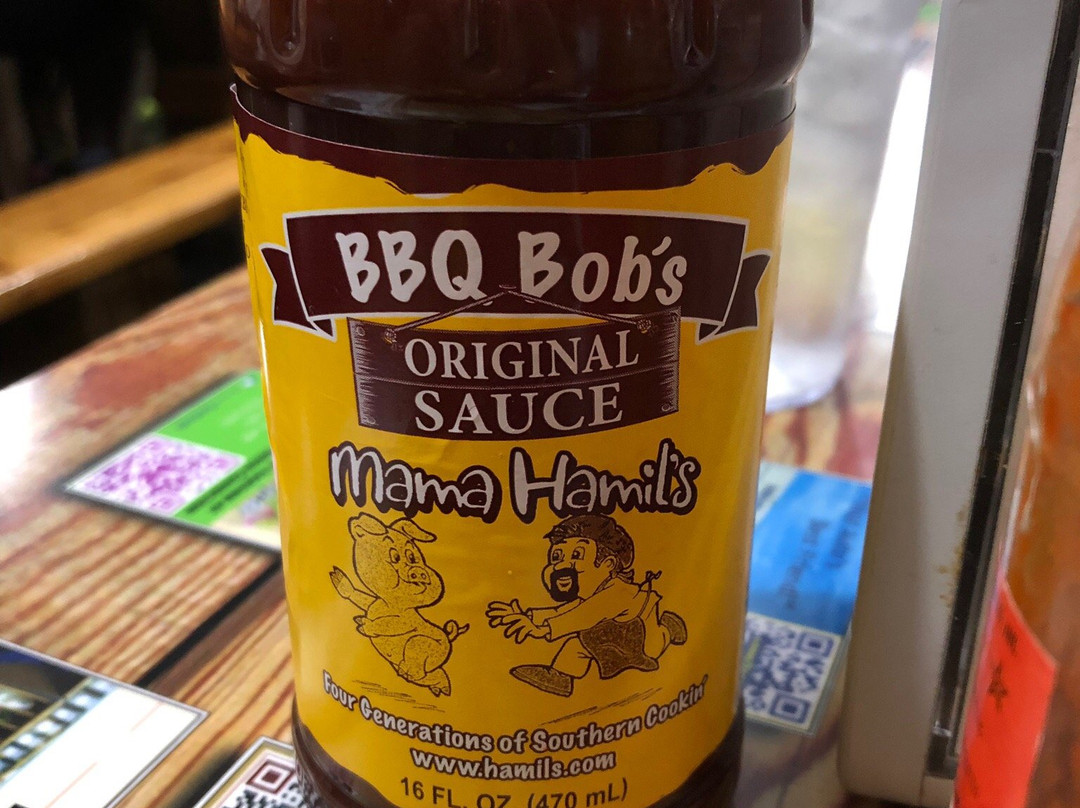 BBQ Bob's
ORIGINAL
SAUCE
Mama Hamil's
Four Generations of Southern Cookin'
www.hamils.com
16 FL. OZ. (470 mL)